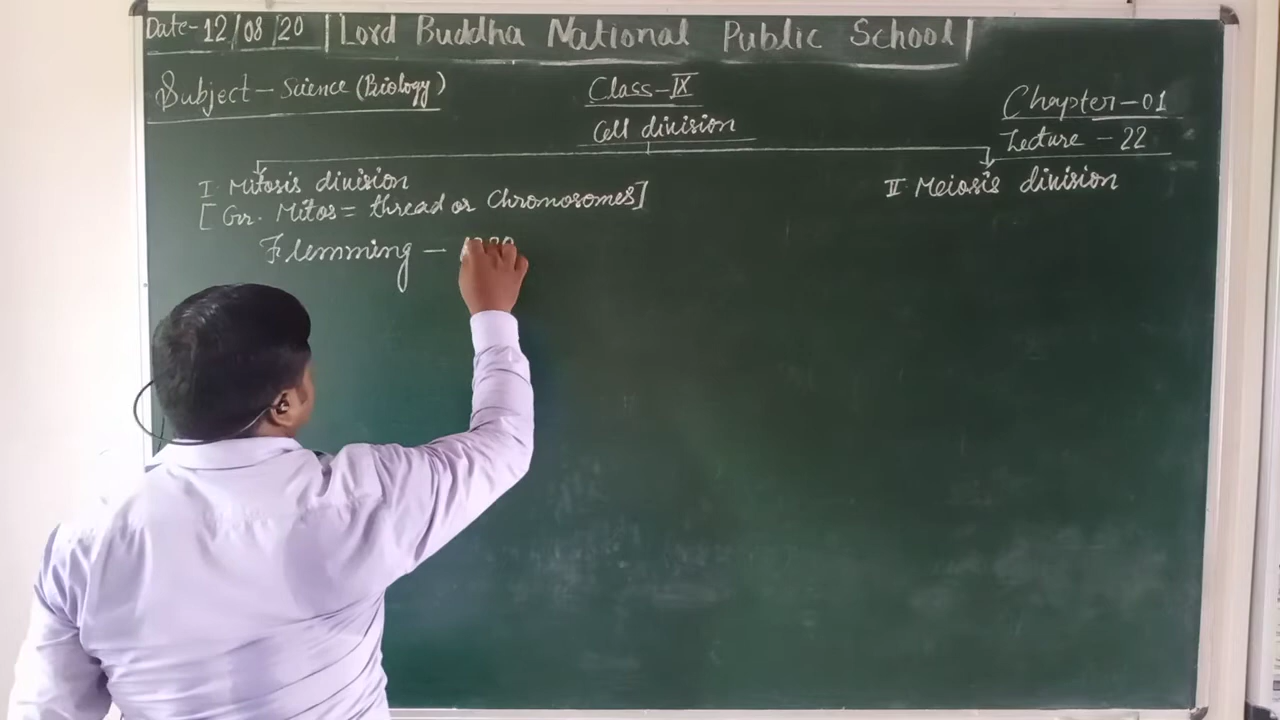 Date-12/08/20 | Lord Buddha National Public School |
Subject - Science (Biology)
Class-IX
Chapter-01
Cell division
Lecture - 22
I. Mitosis division
II. Meiosis division
[Gr. Mitos = thread or Chromosomes]
Flemming -